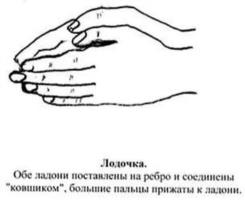 Лодочка.
Обе ладони поставлены на ребро и соединены
"ковшиком", большие пальцы прижаты к ладони.